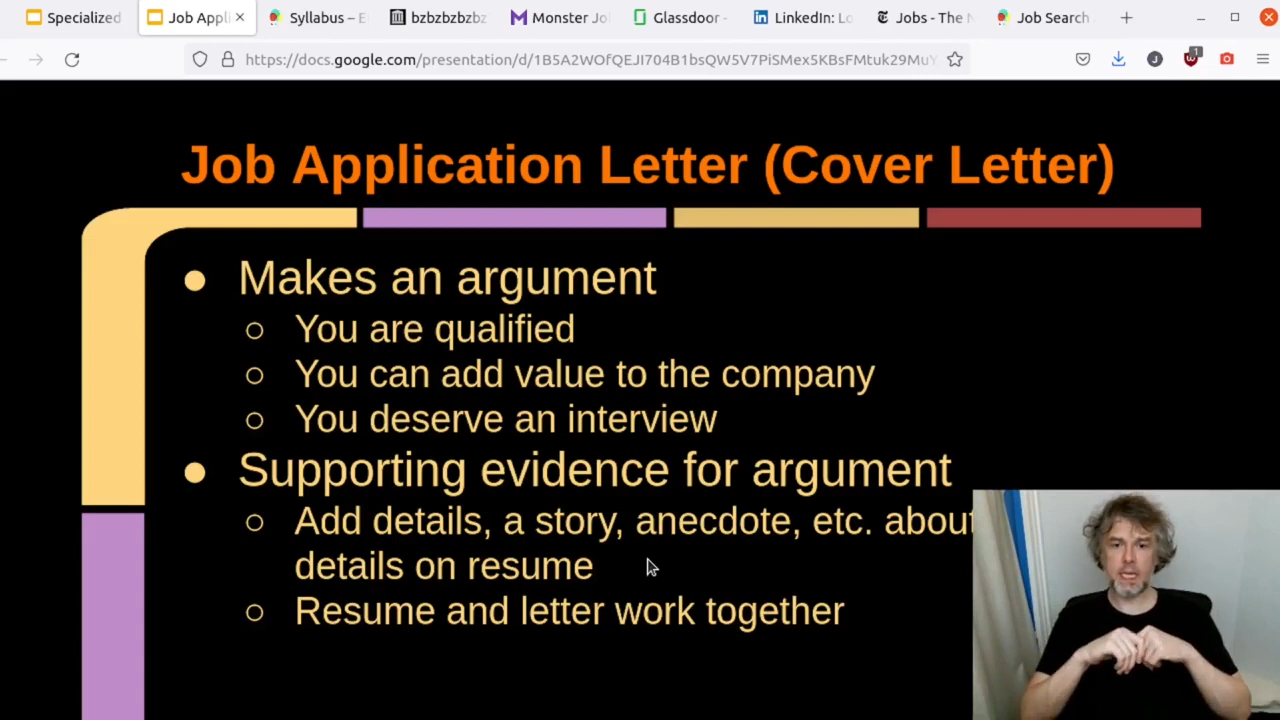 Specialized
Job Appli
Syllabus – E
bzbzbzbzbz
Monster Jo
Glassdoor -
LinkedIn: Lo
Jobs - The N
Job Search
https://docs.google.com/presentation/d/1B5A2WOfQEJI704B1bsQW5V7PiSMex5KBsFMtuk29MuY
1
J
Job Application Letter (Cover Letter)
Makes an argument
You are qualified
You can add value to the company
You deserve an interview
Supporting evidence for argument
Add details, a story, anecdote, etc. about
details on resume
Resume and letter work together